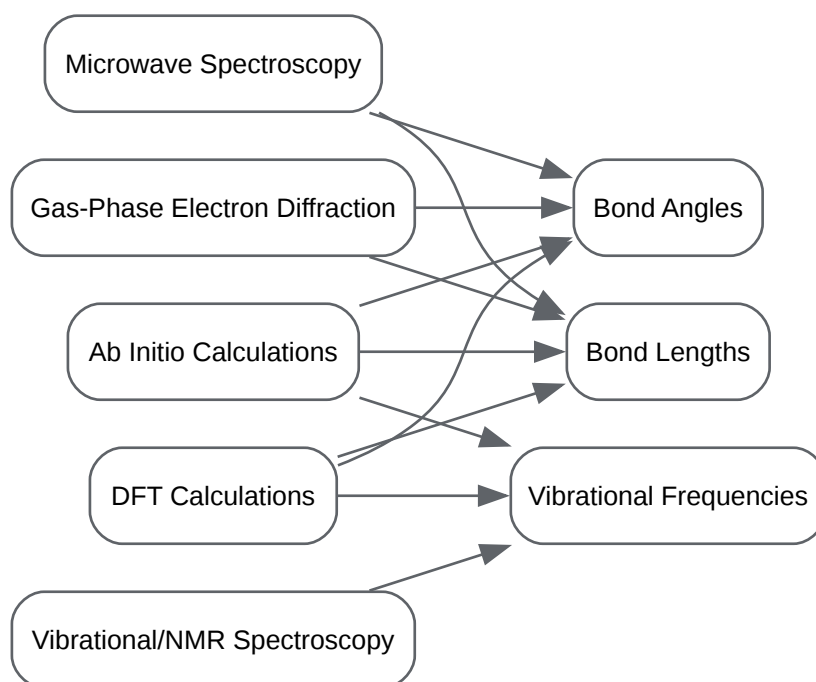 Microwave Spectroscopy
Gas-Phase Electron Diffraction
Bond Angles
Ab Initio Calculations
Bond Lengths
DFT Calculations
Vibrational Frequencies
Vibrational/NMR Spectroscopy